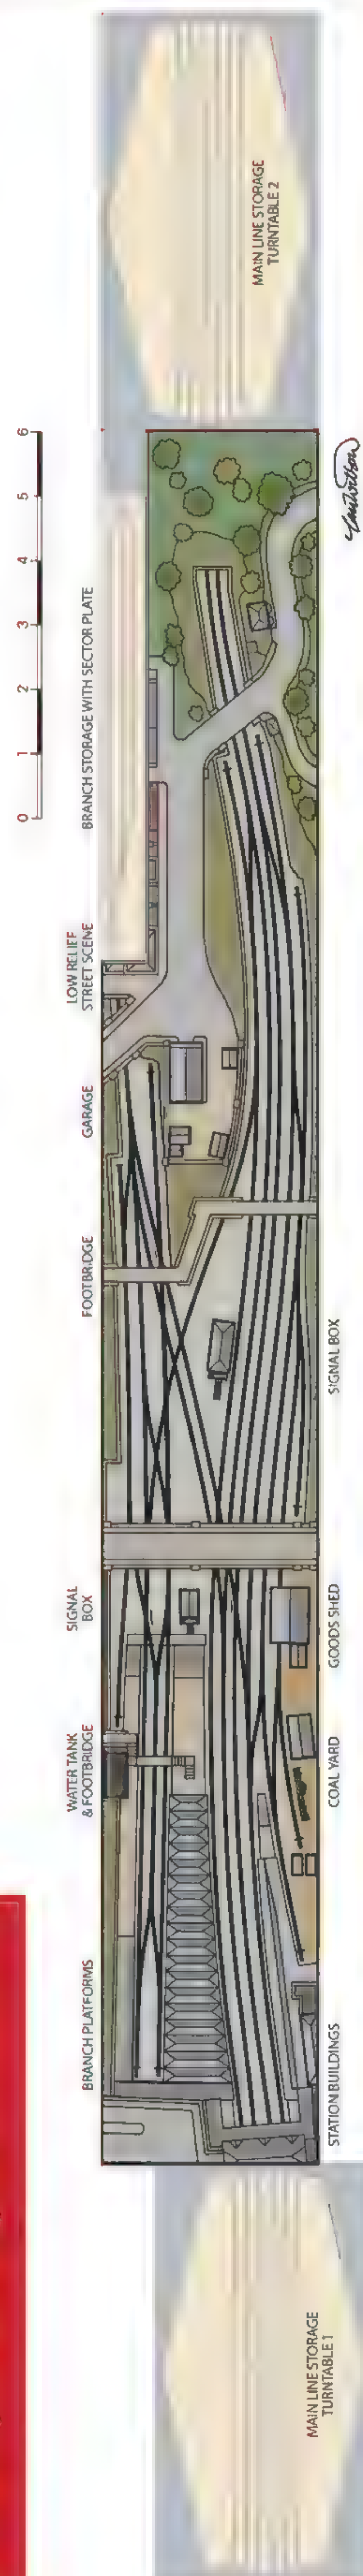 MAIN LINE STORAGE
TURNTABLE 1
BRANCH PLATFORMS
WATER TANK
& FOOTBRIDGE
SIGNAL
BOX
FOOTBRIDGE
GARAGE
LOW RELIEF
STREET SCENE
BRANCH STORAGE WITH SECTOR PLATE
0 1 2 3 4 5 6
STATION BUILDINGS
COAL YARD
GOODS SHED
SIGNAL BOX
MAIN LINE STORAGE
TURNTABLE 2